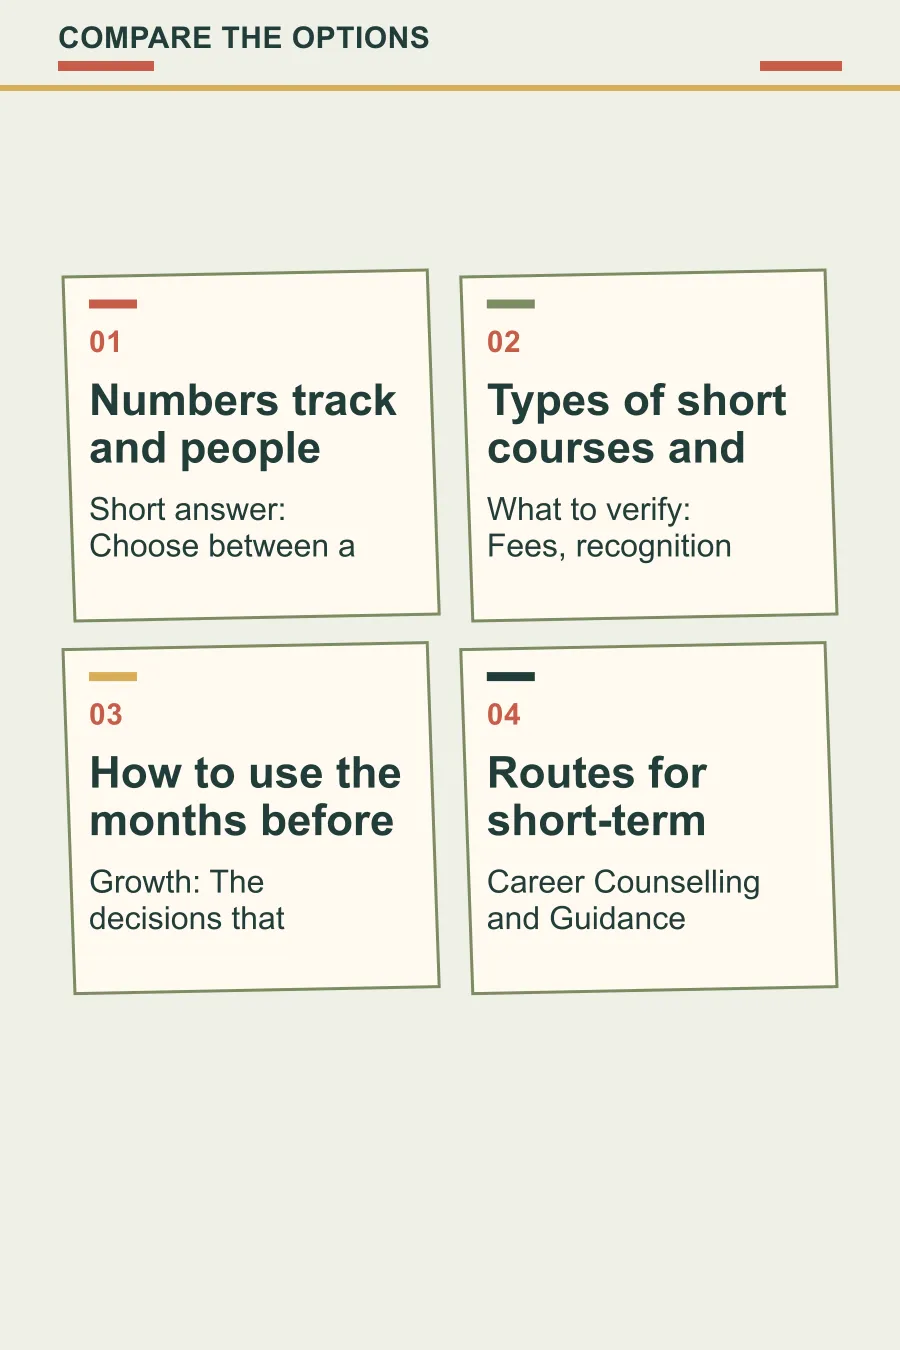 COMPARE THE OPTIONS
01
Numbers track
and people
Short answer:
Choose between a
02
Types of short
courses and
What to verify:
Fees, recognition
03
How to use the
months before
Growth: The
decisions that
04
Routes for
short-term
Career Counselling
and Guidance